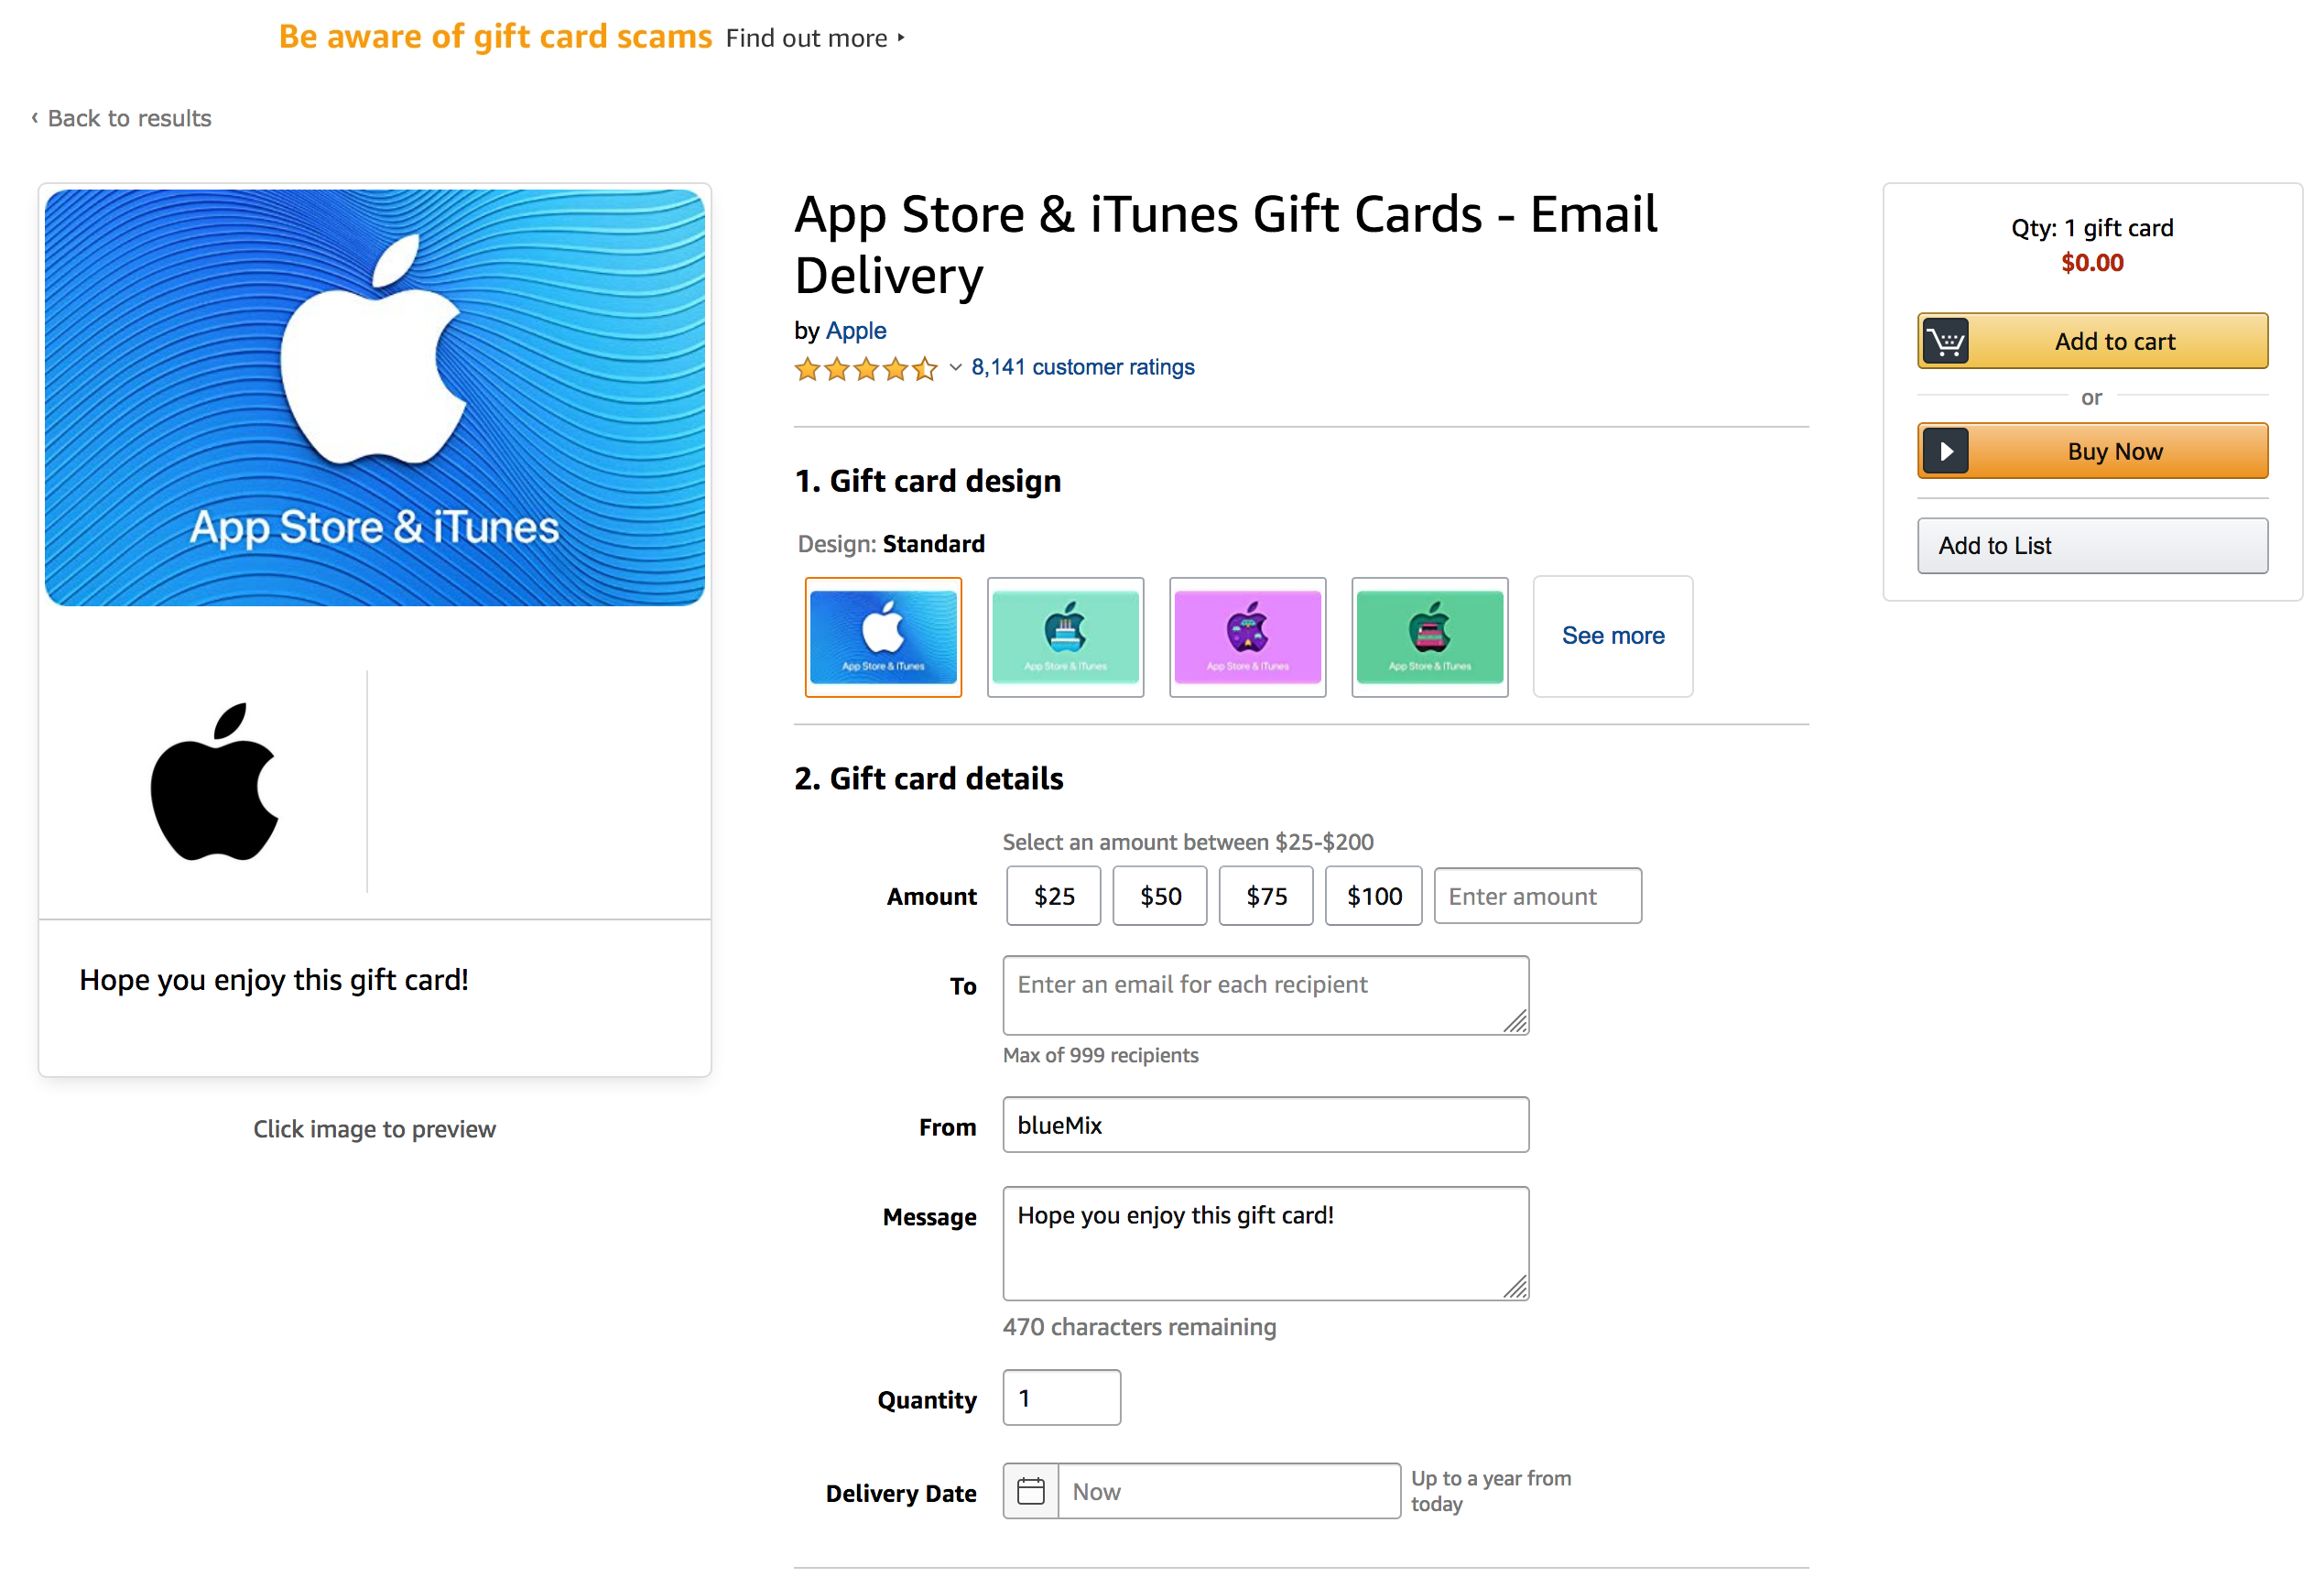 Be aware of gift card scams Find out more ▸
‹ Back to results
App Store & iTunes
Hope you enjoy this gift card!
Click image to preview
App Store & iTunes Gift Cards - Email
Delivery
by Apple
8,141 customer ratings
1. Gift card design
Design: Standard
App Store & iTunes
App Store & iTunes
App Store & iTunes
App Store & iTunes
See more
2. Gift card details
Select an amount between $25-$200
Amount $25 $50 $75 $100 Enter amount
To Enter an email for each recipient
Max of 999 recipients
From blueMix
Message Hope you enjoy this gift card!
470 characters remaining
Quantity 1
Delivery Date Now Up to a year from
today
Qty: 1 gift card
$0.00
Add to cart
or
Buy Now
Add to List